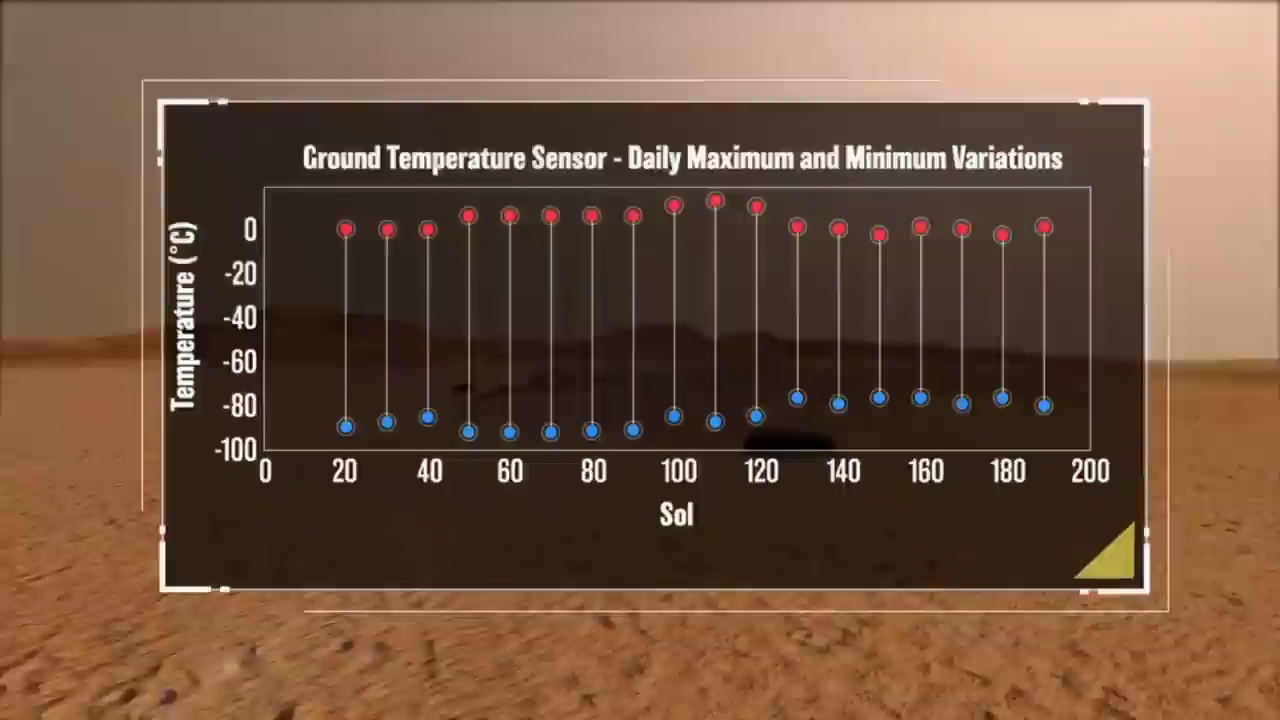 Ground Temperature Sensor - Daily Maximum and Minimum Variations
Temperature (°C)
0
-20
-40
-60
-80
-100
0 20 40 60 80 100 120 140 160 180 200
Sol